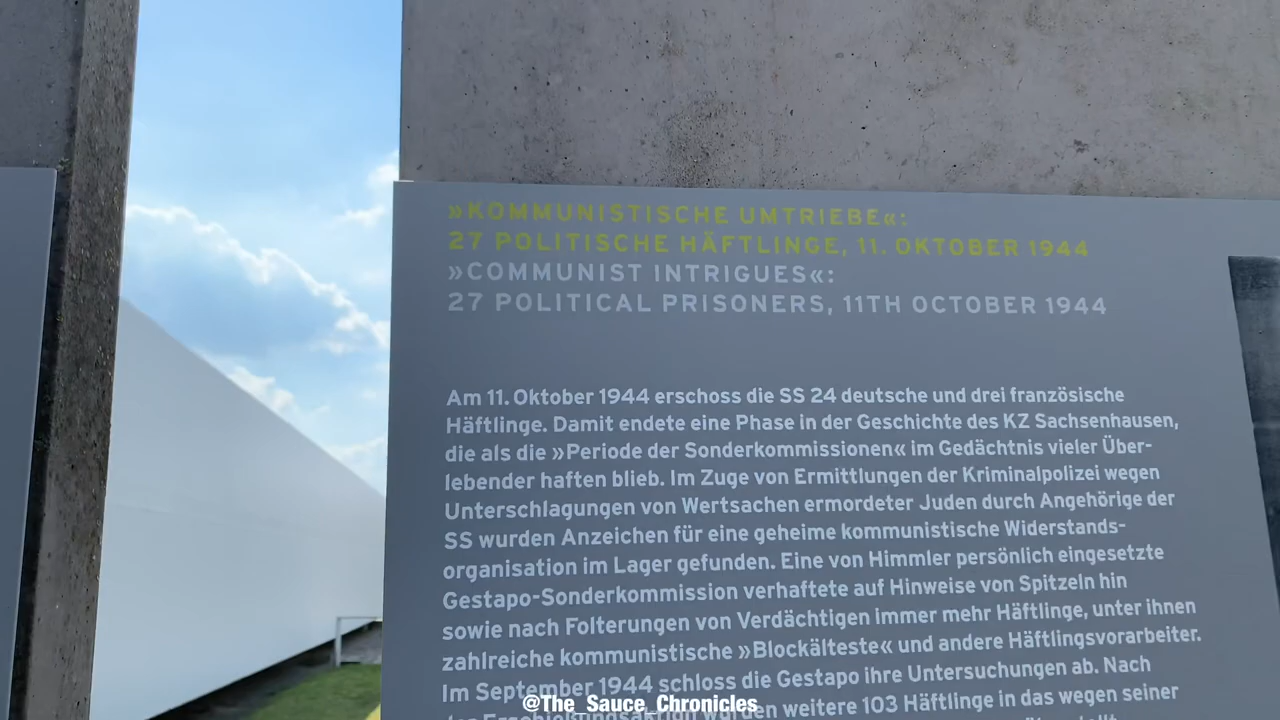 »KOMMUNISTISCHE UMTRIEBE«:
27 POLITISCHE HÄFTLINGE, 11. OKTOBER 1944
»COMMUNIST INTRIGUES«:
27 POLITICAL PRISONERS, 11TH OCTOBER 1944
Am 11. Oktober 1944 erschoss die SS 24 deutsche und drei französische
Häftlinge. Damit endete eine Phase in der Geschichte des KZ Sachsenhausen,
die als die »Periode der Sonderkommissionen« im Gedächtnis vieler Über-
lebender haften blieb. Im Zuge von Ermittlungen der Kriminalpolizei wegen
Unterschlagungen von Wertsachen ermordeter Juden durch Angehörige der
SS wurden Anzeichen für eine geheime kommunistische Widerstands-
organisation im Lager gefunden. Eine von Himmler persönlich eingesetzte
Gestapo-Sonderkommission verhaftete auf Hinweise von Spitzeln hin
sowie nach Folterungen von Verdächtigen immer mehr Häftlinge, unter ihnen
zahlreiche kommunistische »Blockälteste« und andere Häftlingsvorarbeiter.
Im September 1944 schloss die Gestapo ihre Untersuchungen ab. Nach
weitere 103 Häftlinge in das wegen seiner
@The_Sauce_Chronicles